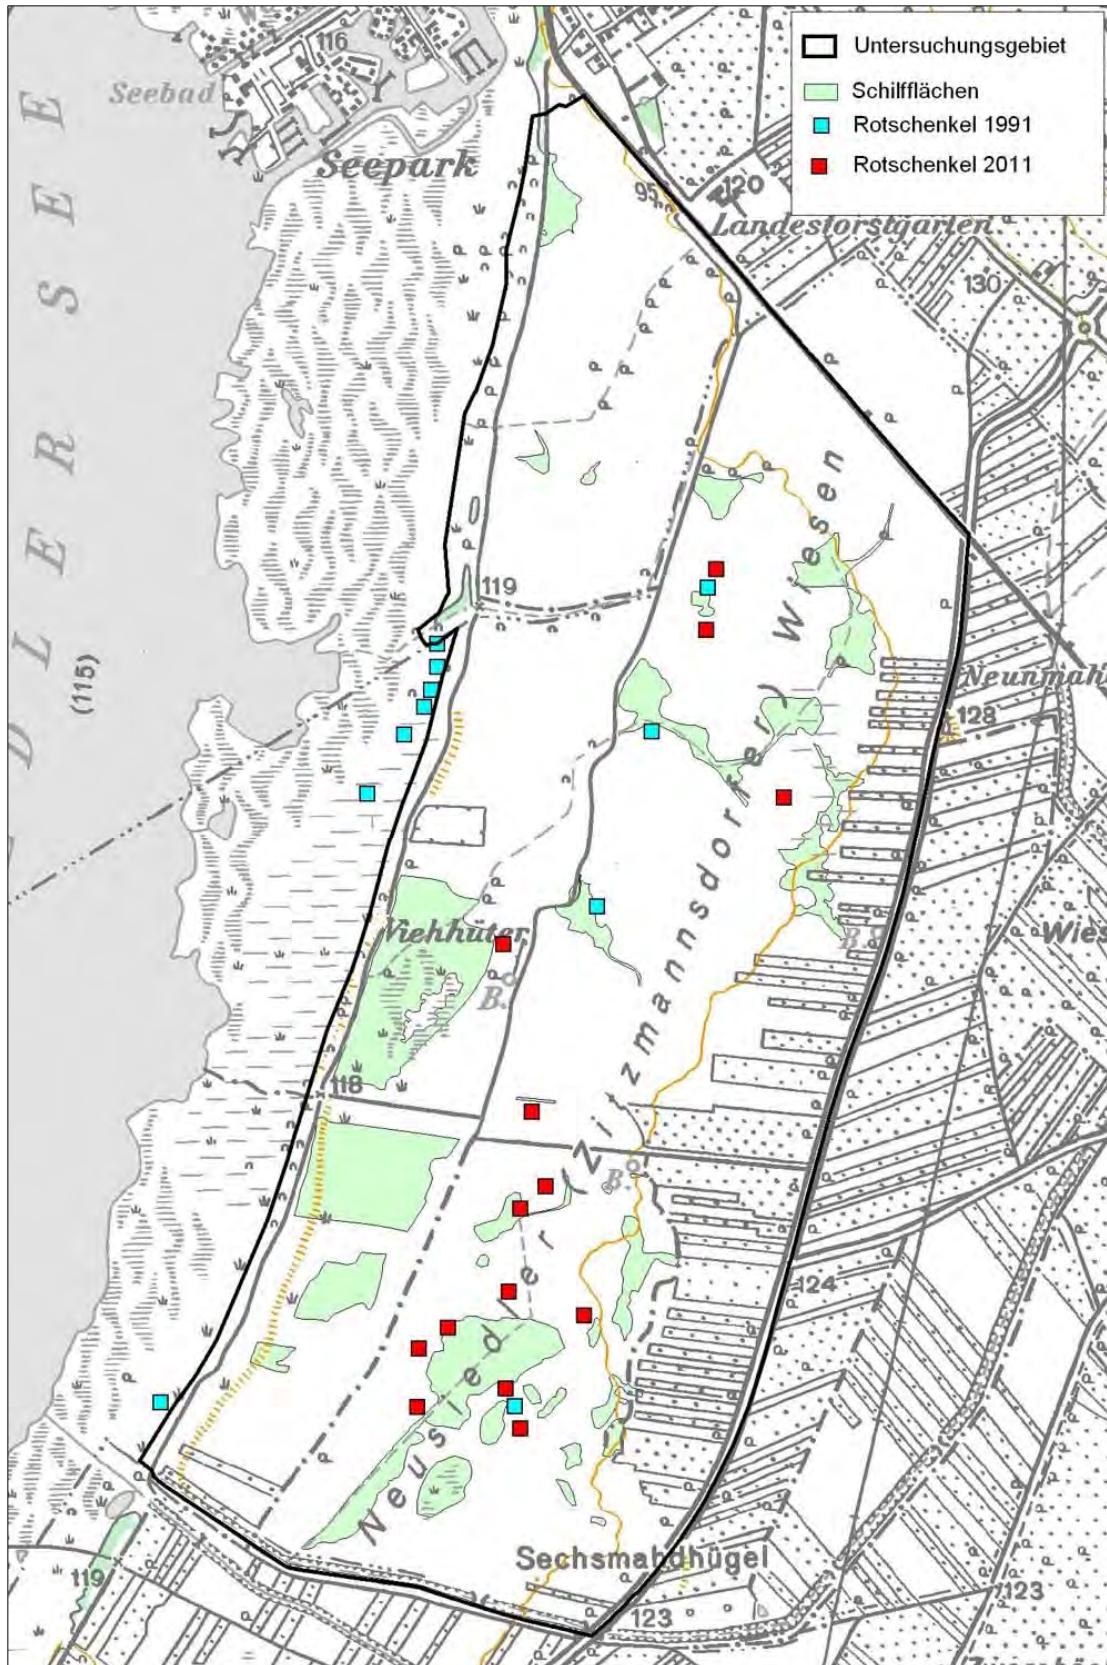 Untersuchungsgebiet
Schilfflächen
Rotschenkel 1991
Rotschenkel 2011
116
Seebad
Seepark
95
120
Landesforstgarten
130
E D L E R S E E
(115)
119
Neusiedler (Zitzmannsdorfer) Wiesen
128
Viehhüter
B.
B.
118
B.
124
Sechsmahdhügel
119
123
123